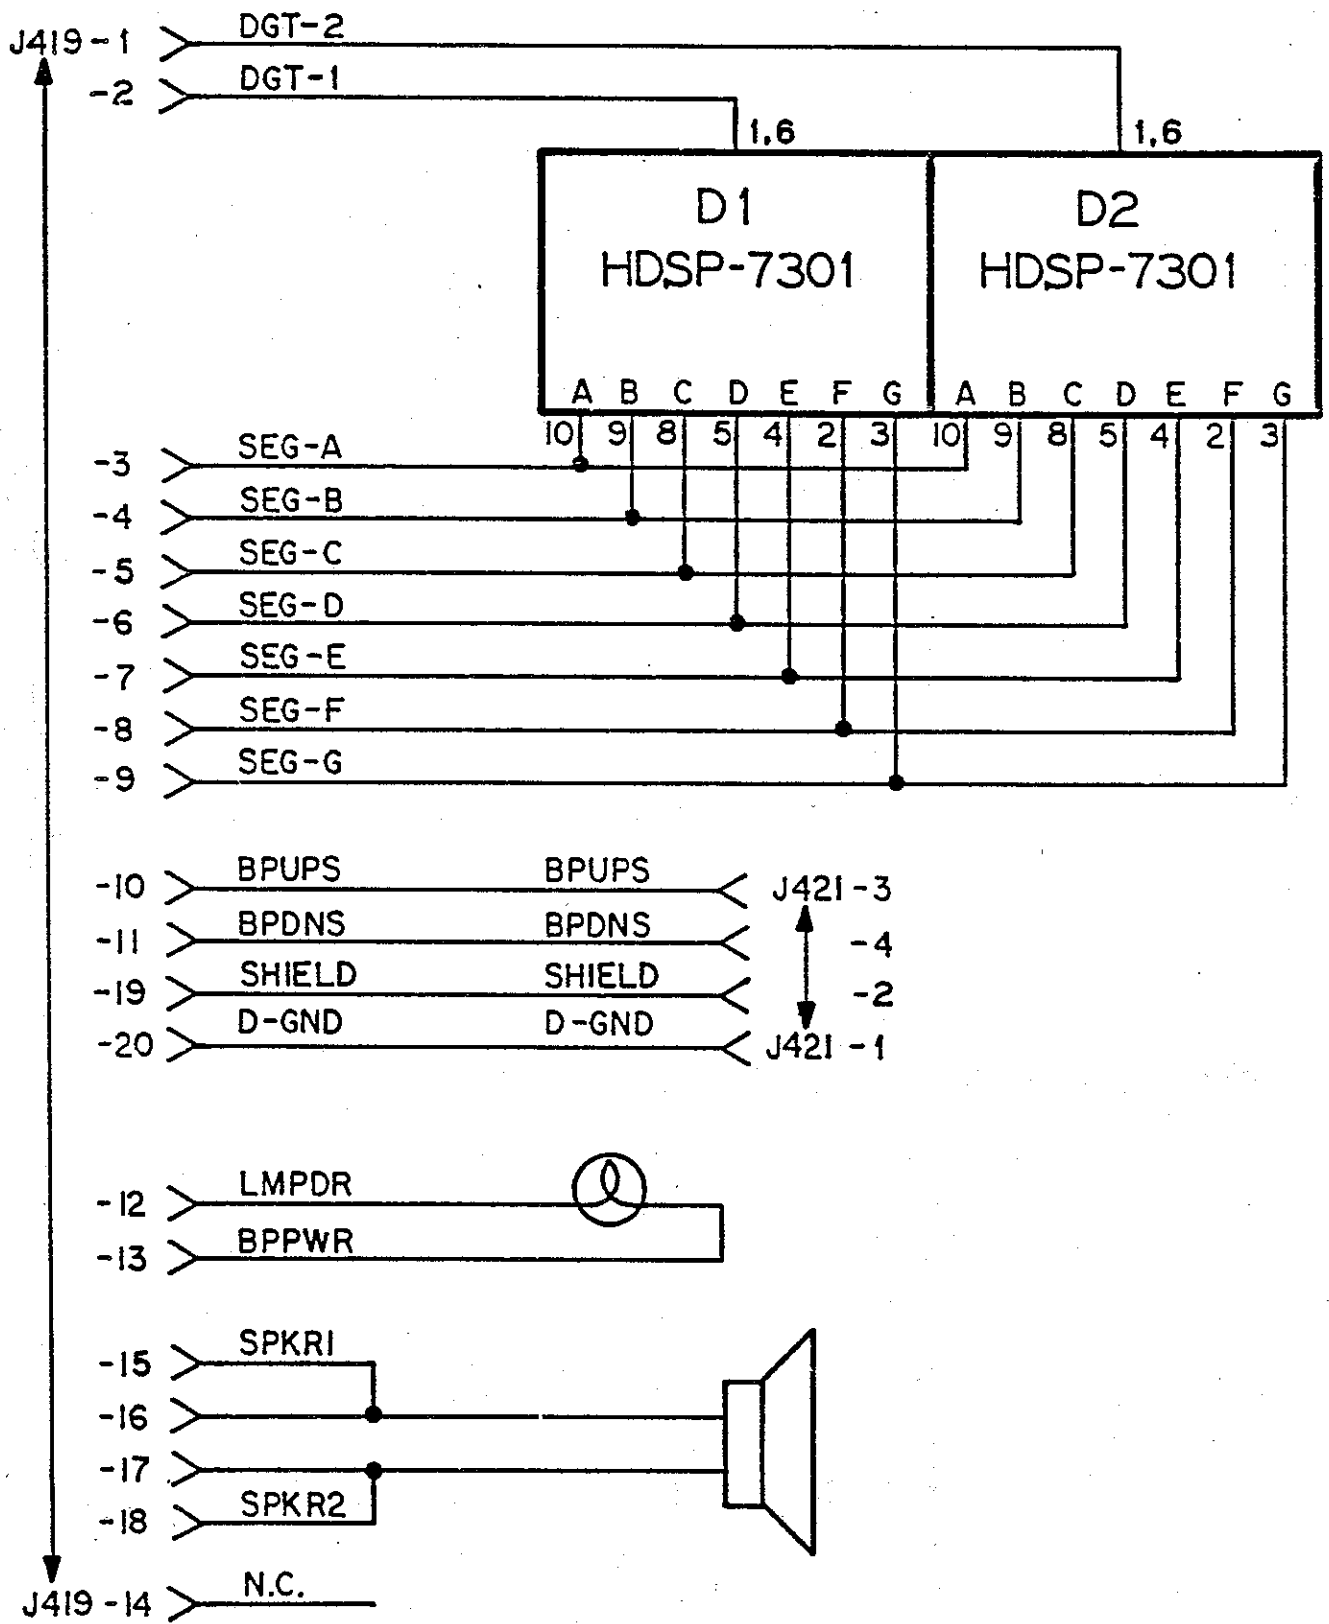 J419-1 DGT-2
-2 DGT-1
1,6 1,6
D1 D2
HDSP-7301 HDSP-7301
A B C D E F G A B C D E F G
10 9 8 5 4 2 3 10 9 8 5 4 2 3
-3 SEG-A
-4 SEG-B
-5 SEG-C
-6 SEG-D
-7 SEG-E
-8 SEG-F
-9 SEG-G
-10 BPUPS BPUPS J421-3
-11 BPDNS BPDNS -4
-19 SHIELD SHIELD -2
-20 D-GND D-GND J421-1
-12 LMPDR
-13 BPPWR
-15 SPKR1
-16
-17
-18 SPKR2
J419-14 N.C.